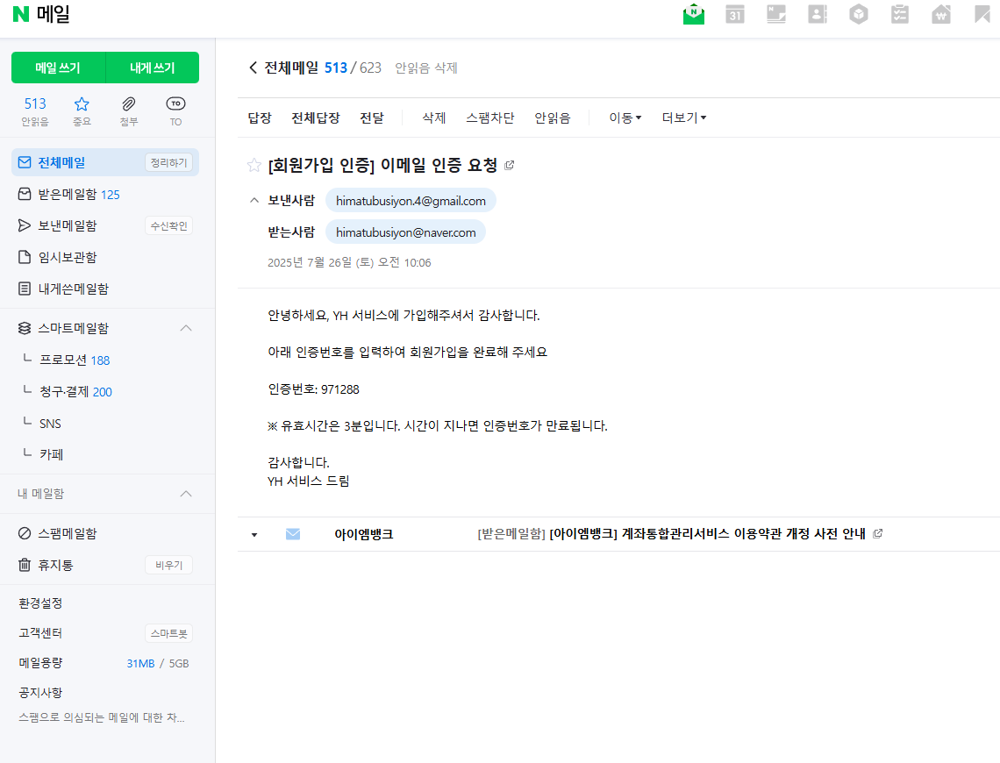 N 메일
31
N
메일 쓰기 내게 쓰기
513 TO
안읽음 중요 첨부 TO
전체메일 정리하기
받은메일함 125
보낸메일함 수신확인
임시보관함
내게쓴메일함
스마트메일함
프로모션 188
청구·결제 200
SNS
카페
내 메일함
스팸메일함
휴지통 비우기
환경설정
고객센터 스마트봇
메일용량 31MB / 5GB
공지사항
스팸으로 의심되는 메일에 대한 차...
전체메일 513 / 623 안읽음 삭제
답장 전체답장 전달 삭제 스팸차단 안읽음 이동 더보기
[회원가입 인증] 이메일 인증 요청
보낸사람 himatubusiyon.4@gmail.com
받는사람 himatubusiyon@naver.com
2025년 7월 26일 (토) 오전 10:06
안녕하세요, YH 서비스에 가입해주셔서 감사합니다.
아래 인증번호를 입력하여 회원가입을 완료해 주세요
인증번호: 971288
※ 유효시간은 3분입니다. 시간이 지나면 인증번호가 만료됩니다.
감사합니다.
YH 서비스 드림
아이엠뱅크 [받은메일함] [아이엠뱅크] 계좌통합관리서비스 이용약관 개정 사전 안내